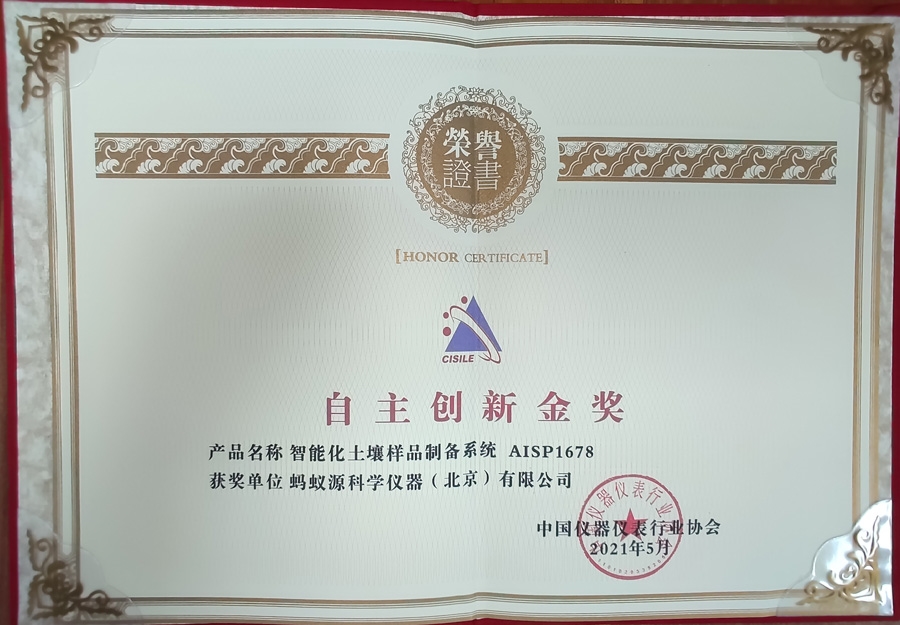 榮譽
證書
[HONOR CERTIFICATE]
CISILE
自主创新金奖
产品名称 智能化土壤样品制备系统 AISP1678
获奖单位 蚂蚁源科学仪器（北京）有限公司
中国仪器仪表行业协会
2021年5月